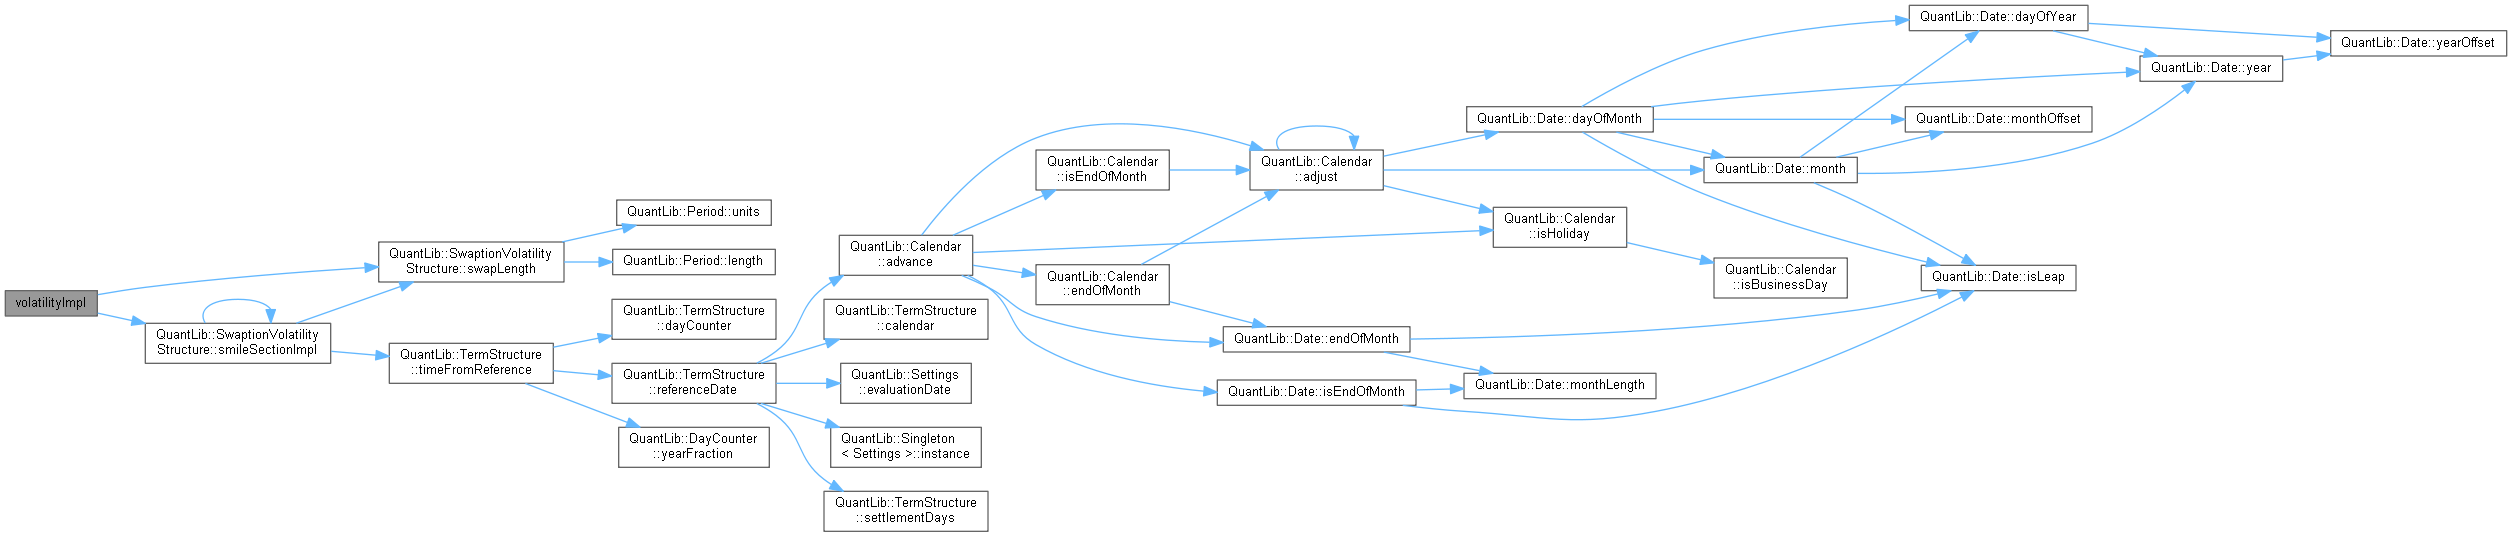 volatilityImpl
QuantLib::SwaptionVolatility
Structure::swapLength
QuantLib::SwaptionVolatility
Structure::smileSectionImpl
QuantLib::Period::units
QuantLib::Period::length
QuantLib::TermStructure
::timeFromReference
QuantLib::TermStructure
::dayCounter
QuantLib::TermStructure
::referenceDate
QuantLib::DayCounter
::yearFraction
QuantLib::Calendar
::advance
QuantLib::TermStructure
::calendar
QuantLib::Settings
::evaluationDate
QuantLib::Singleton
< Settings >::instance
QuantLib::TermStructure
::settlementDays
QuantLib::Calendar
::isEndOfMonth
QuantLib::Calendar
::endOfMonth
QuantLib::Calendar
::adjust
QuantLib::Date::endOfMonth
QuantLib::Date::isEndOfMonth
QuantLib::Date::dayOfMonth
QuantLib::Calendar
::isHoliday
QuantLib::Date::monthLength
QuantLib::Date::month
QuantLib::Calendar
::isBusinessDay
QuantLib::Date::dayOfYear
QuantLib::Date::monthOffset
QuantLib::Date::isLeap
QuantLib::Date::year
QuantLib::Date::yearOffset